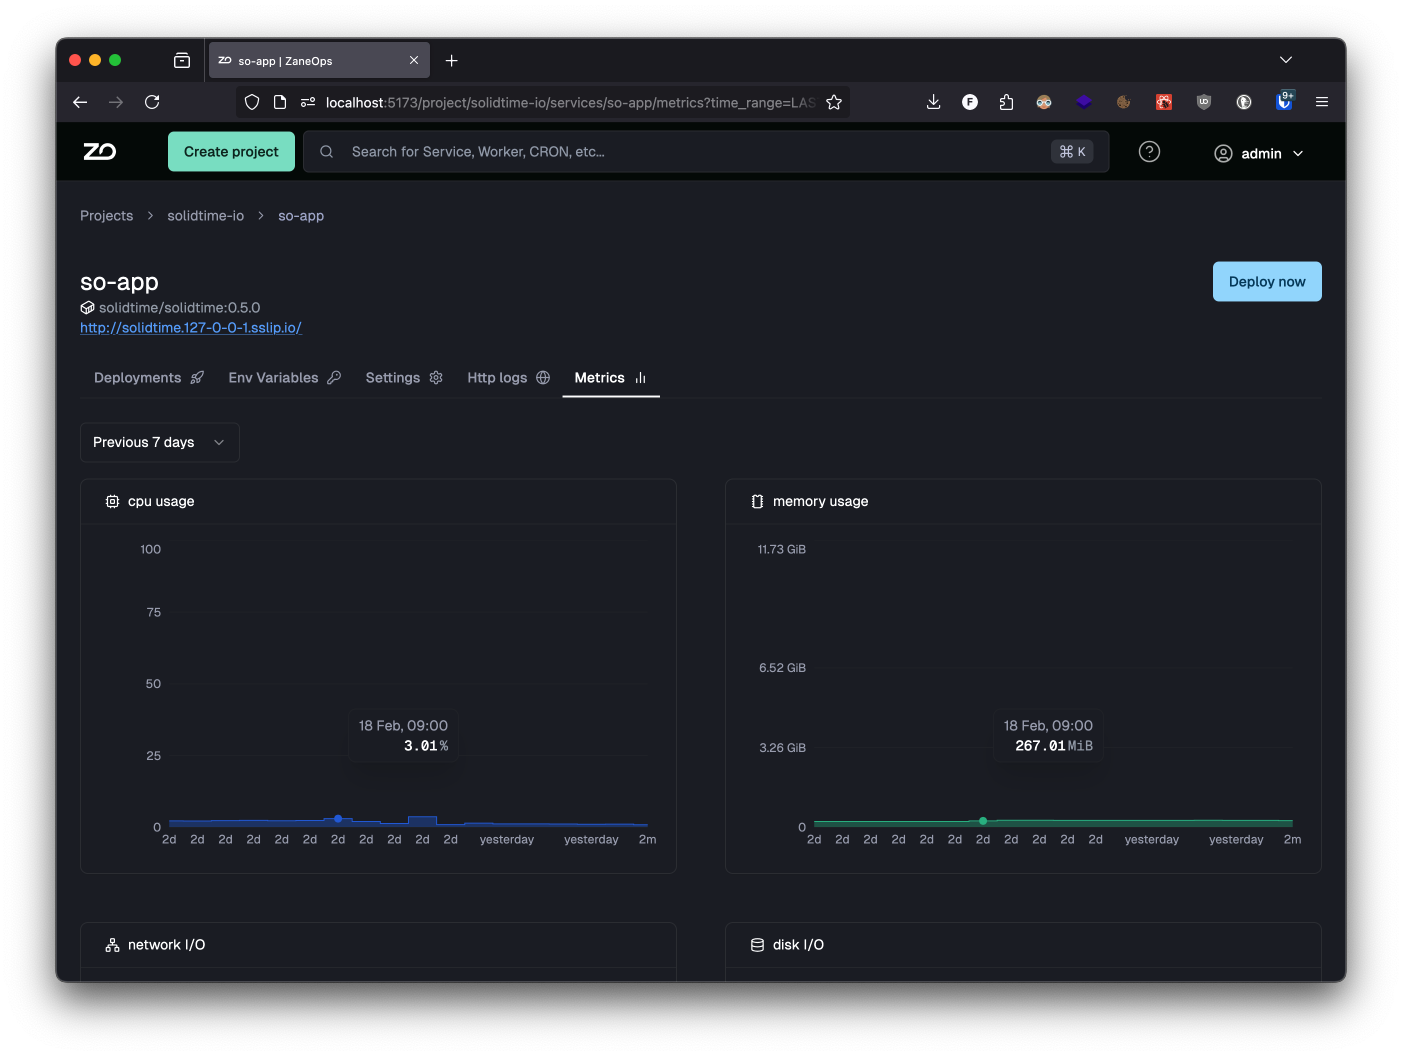 so-app | ZaneOps
localhost:5173/project/solidtime-io/services/so-app/metrics?time_range=LAS
F
9+
ZO
Create project
Search for Service, Worker, CRON, etc...
⌘ K
?
admin
Projects > solidtime-io > so-app
so-app
solidtime/solidtime:0.5.0
http://solidtime.127-0-0-1.sslip.io/
Deploy now
Deployments
Env Variables
Settings
Http logs
Metrics
Previous 7 days
cpu usage
100
75
50
25
0
18 Feb, 09:00
3.01%
2d 2d 2d 2d 2d 2d 2d 2d 2d 2d 2d yesterday yesterday 2m
memory usage
11.73 GiB
6.52 GiB
3.26 GiB
0
18 Feb, 09:00
267.01MiB
2d 2d 2d 2d 2d 2d 2d 2d 2d 2d 2d yesterday yesterday 2m
network I/O
disk I/O